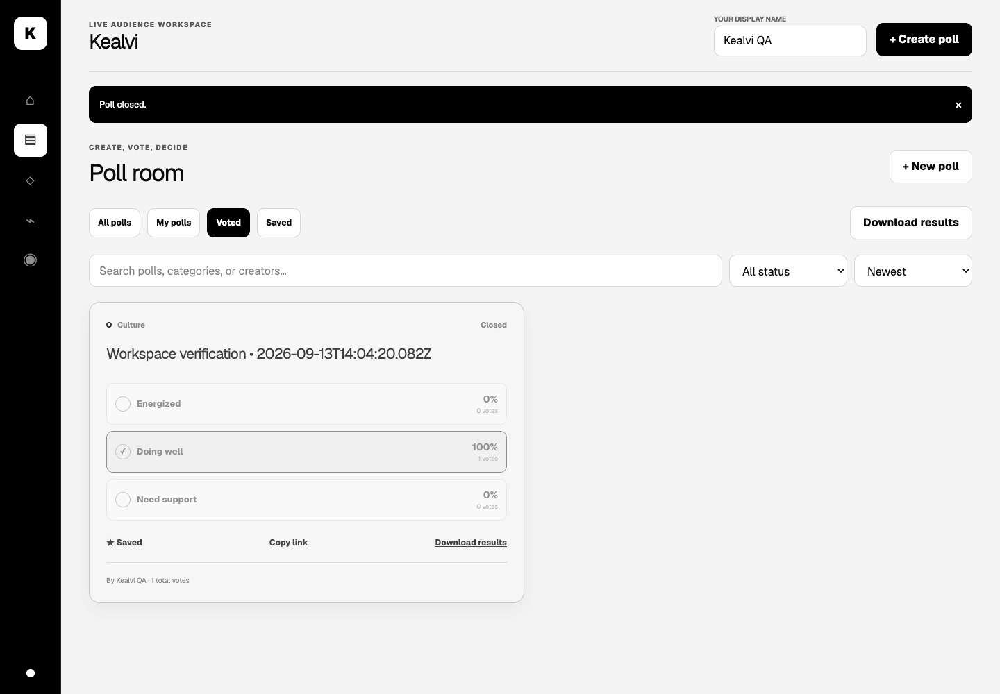 K
LIVE AUDIENCE WORKSPACE
Kealvi
YOUR DISPLAY NAME
Kealvi QA
+ Create poll
Poll closed.
×
CREATE, VOTE, DECIDE
Poll room
+ New poll
All polls
My polls
Voted
Saved
Download results
Search polls, categories, or creators...
All status
Newest
Culture
Closed
Workspace verification • 2026-09-13T14:04:20.082Z
Energized
0%
0 votes
✓
Doing well
100%
1 votes
Need support
0%
0 votes
★ Saved
Copy link
Download results
By Kealvi QA · 1 total votes